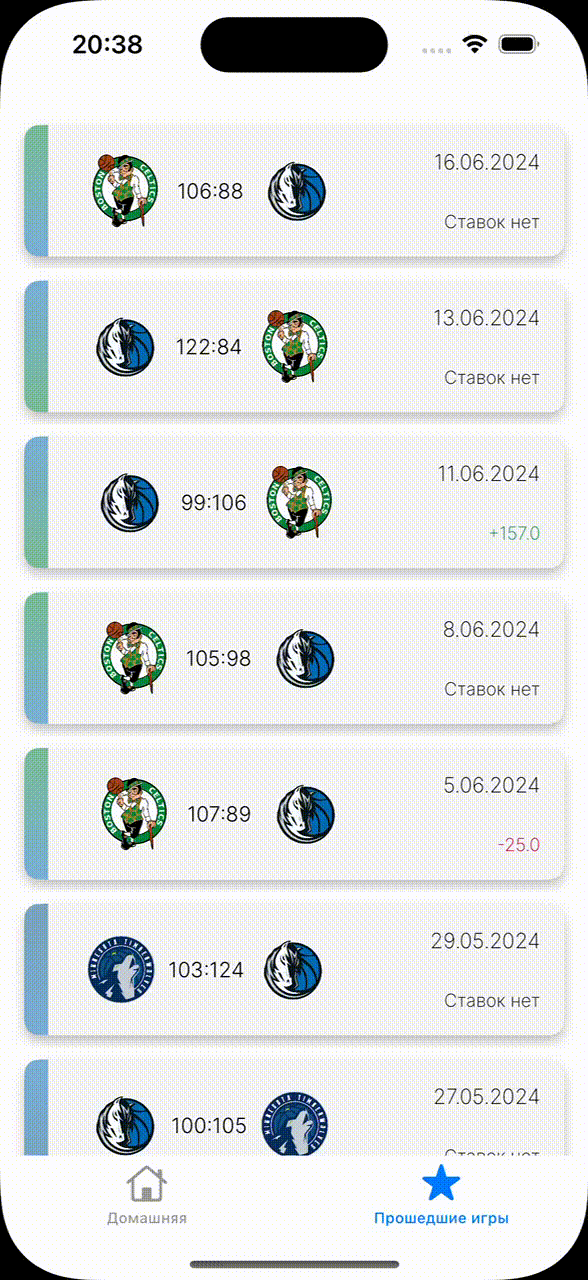 20:38
BOSTON CELTICS
106:88
16.06.2024
Ставок нет
122:84
BOSTON CELTICS
13.06.2024
Ставок нет
99:106
BOSTON CELTICS
11.06.2024
+157.0
BOSTON CELTICS
105:98
8.06.2024
Ставок нет
BOSTON CELTICS
107:89
5.06.2024
-25.0
MINNESOTA TIMBERWOLVES
103:124
29.05.2024
Ставок нет
100:105
MINNESOTA TIMBERWOLVES
27.05.2024
Ставок нет
Домашняя
Прошедшие игры